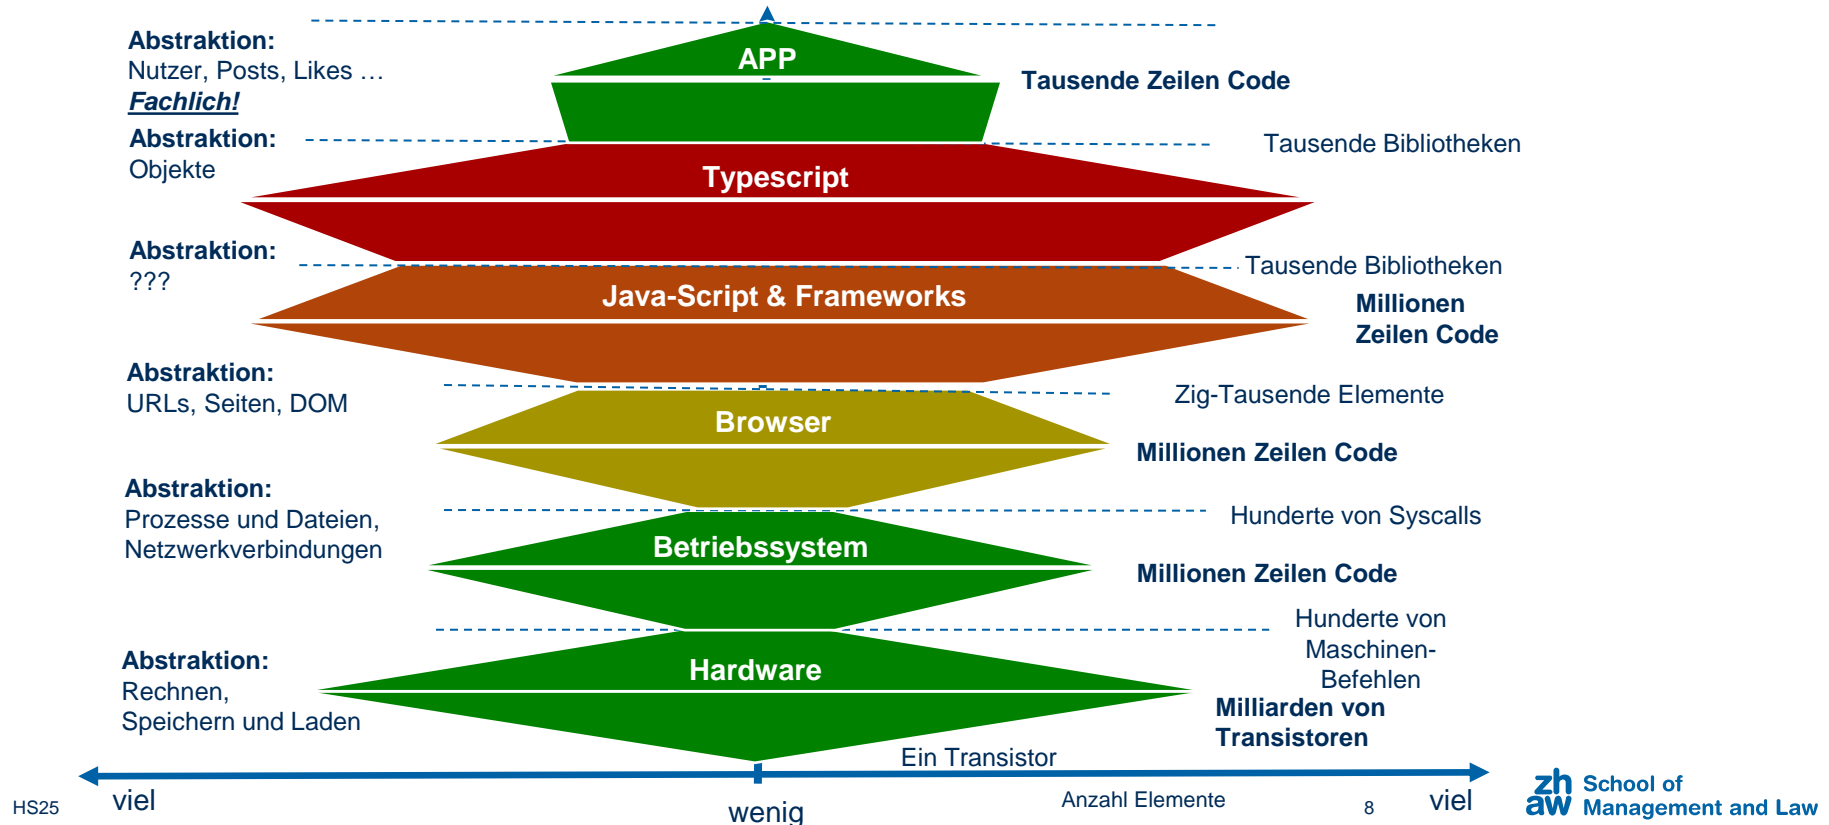 Abstraktion:
Nutzer, Posts, Likes …
Fachlich!
APP
Tausende Zeilen Code
Abstraktion:
Objekte
Tausende Bibliotheken
Typescript
Abstraktion:
???
Tausende Bibliotheken
Java-Script & Frameworks
Millionen
Zeilen Code
Abstraktion:
URLs, Seiten, DOM
Zig-Tausende Elemente
Browser
Millionen Zeilen Code
Abstraktion:
Prozesse und Dateien,
Netzwerkverbindungen
Hunderte von Syscalls
Betriebssystem
Millionen Zeilen Code
Hunderte von
Maschinen-
Befehlen
Abstraktion:
Rechnen,
Speichern und Laden
Hardware
Milliarden von
Transistoren
Ein Transistor
viel
wenig
Anzahl Elemente
viel
HS25
8
zh
aw
School of
Management and Law